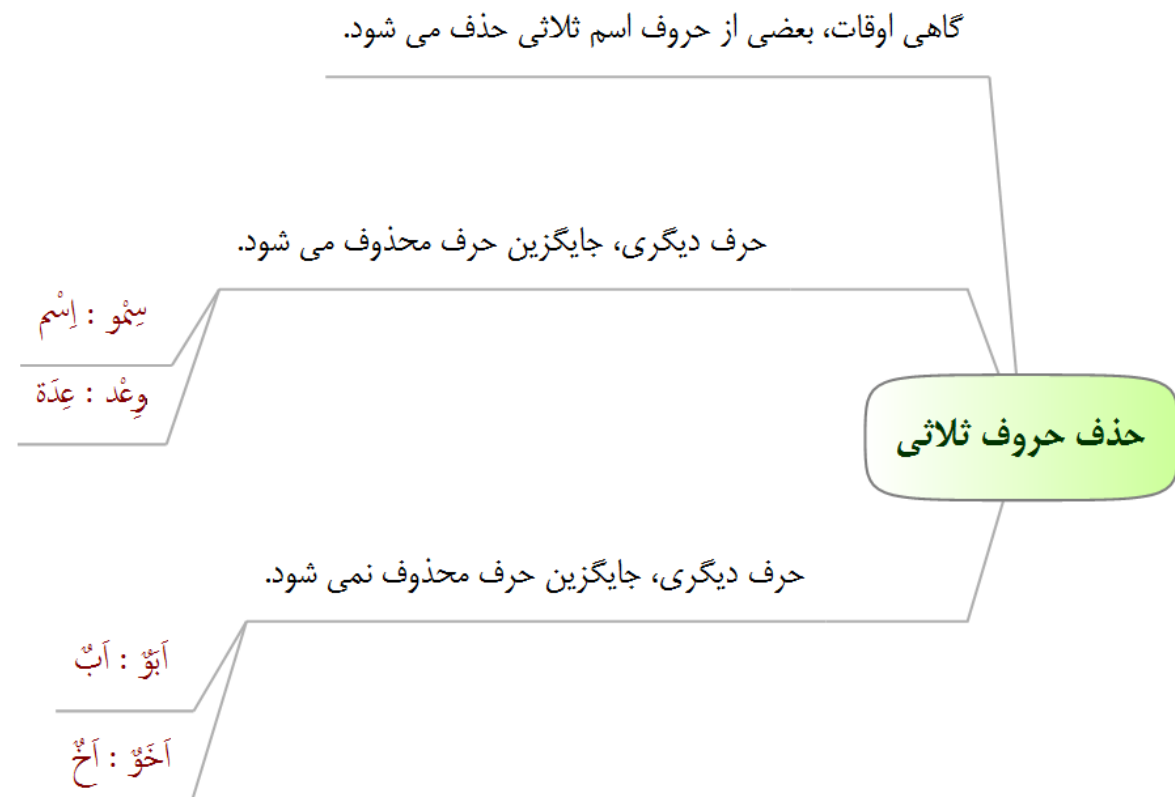 گاهی اوقات، بعضی از حروف اسم ثلاثی حذف می شود.
حرف دیگری، جایگزین حرف محذوف می شود.
سِمْو : اِسْم
وِعْد : عِدَة
حذف حروف ثلاثی
حرف دیگری، جایگزین حرف محذوف نمی شود.
اَبَوٌ : اَبٌ
اَخَوٌ : اَخٌ